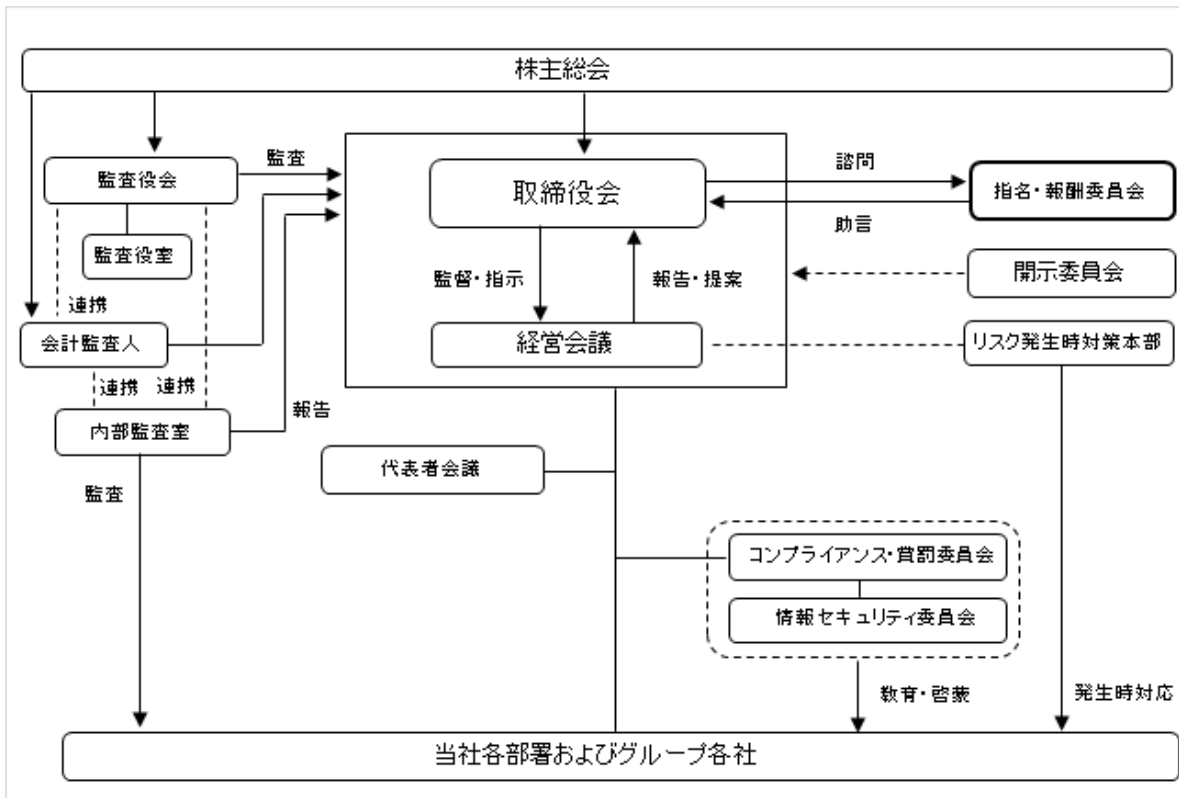 株主総会
監査役会
監査
取締役会
諮問
指名・報酬委員会
助言
監査役室
監督・指示
報告・提案
開示委員会
連携
会計監査人
経営会議
リスク発生時対策本部
連携
連携
報告
内部監査室
代表者会議
監査
コンプライアンス・賞罰委員会
情報セキュリティ委員会
教育・啓蒙
発生時対応
当社各部署およびグループ各社